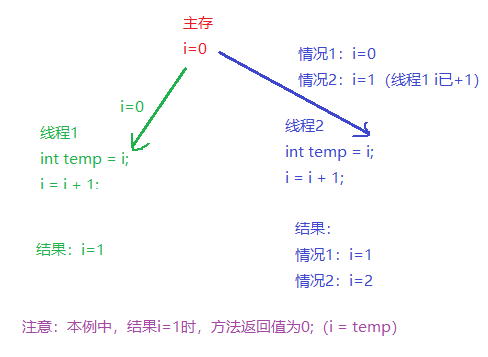 主存
i=0
情况1：i=0
情况2：i=1（线程1 i已+1）
i=0
线程1
int temp = i;
i = i + 1;
结果：i=1
线程2
int temp = i;
i = i + 1;
结果：
情况1：i=1
情况2：i=2
注意：本例中，结果i=1时，方法返回值为0;（i = temp）